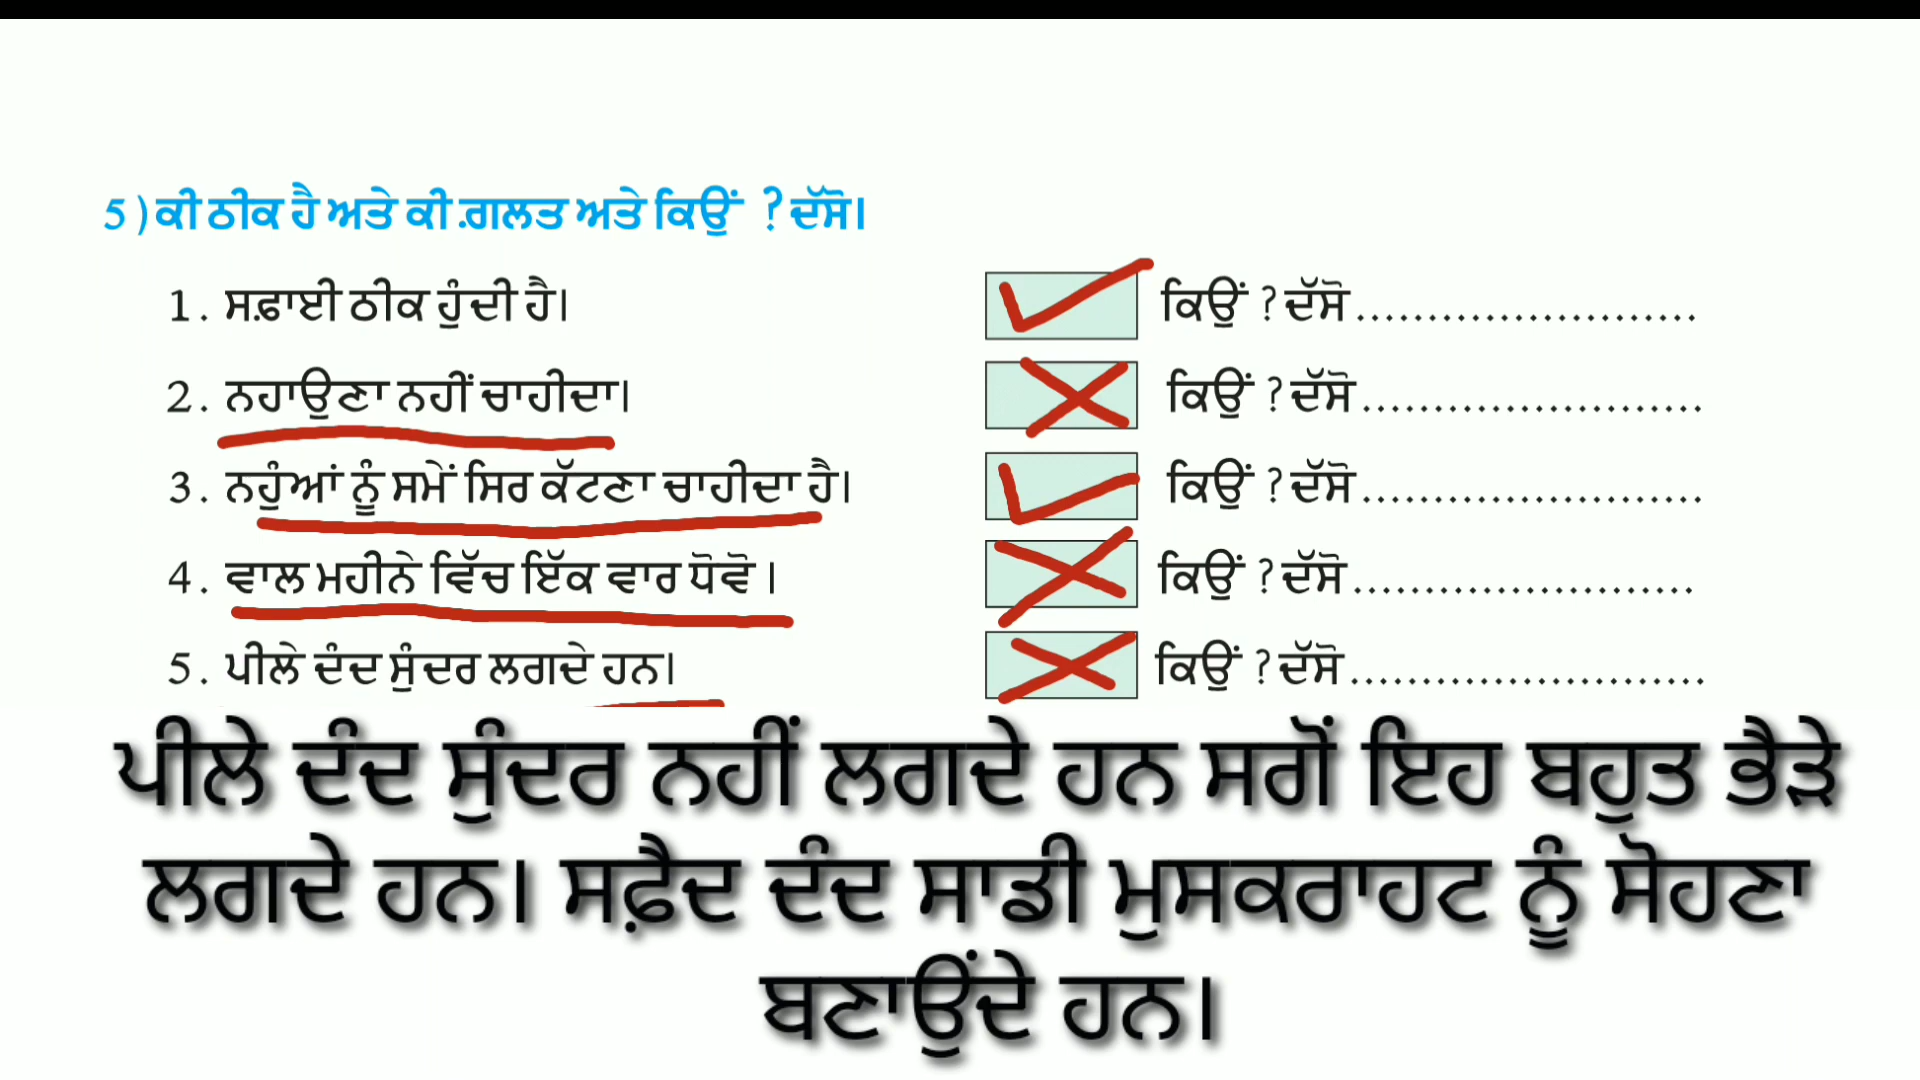 5 ) ਕੀ ਠੀਕ ਹੈ ਅਤੇ ਕੀ ਗ਼ਲਤ ਅਤੇ ਕਿਉਂ ? ਦੱਸੋ।
1. ਸਫ਼ਾਈ ਠੀਕ ਹੁੰਦੀ ਹੈ। ਕਿਉਂ ? ਦੱਸੋ........................
2. ਨਹਾਉਣਾ ਨਹੀਂ ਚਾਹੀਦਾ। ਕਿਉਂ ? ਦੱਸੋ........................
3. ਨਹੁੰਆਂ ਨੂੰ ਸਮੇਂ ਸਿਰ ਕੱਟਣਾ ਚਾਹੀਦਾ ਹੈ। ਕਿਉਂ ? ਦੱਸੋ........................
4. ਵਾਲ ਮਹੀਨੇ ਵਿੱਚ ਇੱਕ ਵਾਰ ਧੋਵੋ । ਕਿਉਂ ? ਦੱਸੋ........................
5. ਪੀਲੇ ਦੰਦ ਸੁੰਦਰ ਲਗਦੇ ਹਨ। ਕਿਉਂ ? ਦੱਸੋ.........................
ਪੀਲੇ ਦੰਦ ਸੁੰਦਰ ਨਹੀਂ ਲਗਦੇ ਹਨ ਸਗੋਂ ਇਹ ਬਹੁਤ ਭੈੜੇ
ਲਗਦੇ ਹਨ। ਸਫ਼ੈਦ ਦੰਦ ਸਾਡੀ ਮੁਸਕਰਾਹਟ ਨੂੰ ਸੋਹਣਾ
ਬਣਾਉਂਦੇ ਹਨ।